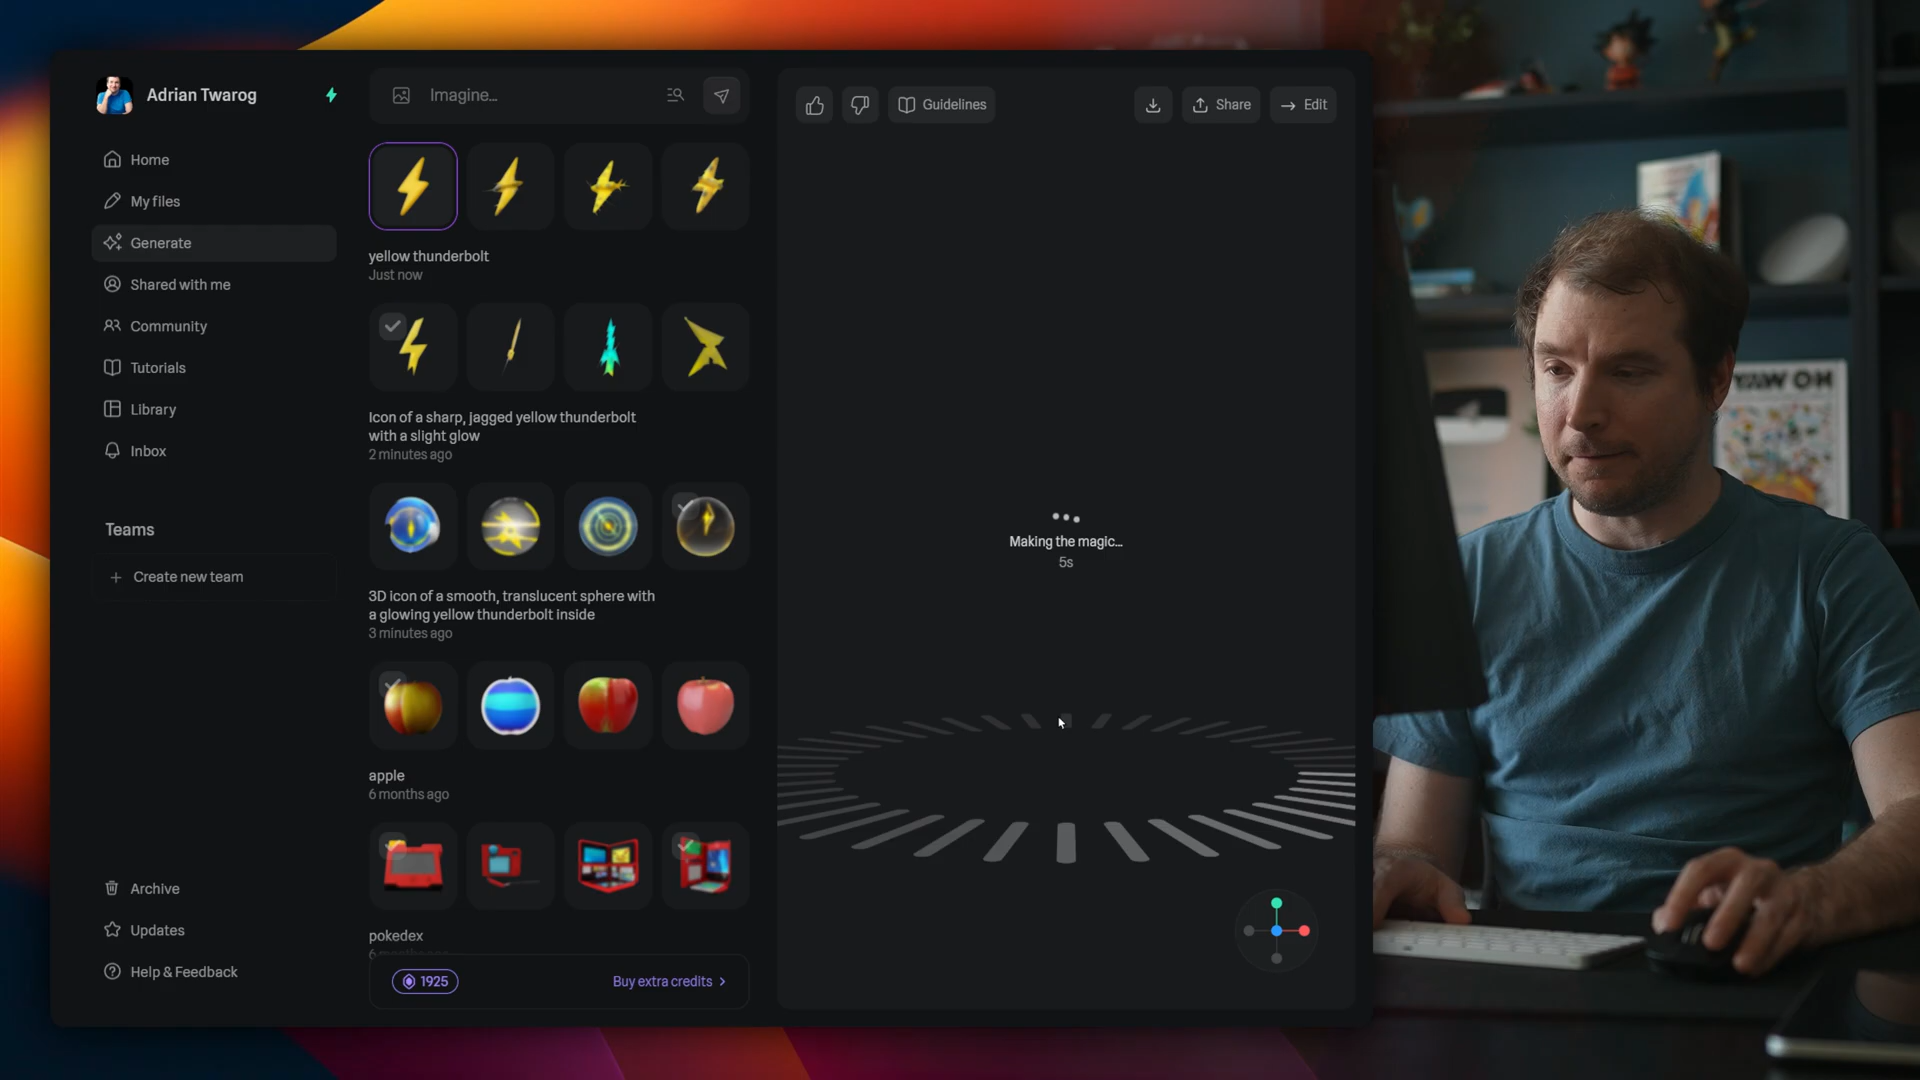 Adrian Twarog
Home
My files
Generate
Shared with me
Community
Tutorials
Library
Inbox
Teams
Create new team
Archive
Updates
Help & Feedback
Imagine...
yellow thunderbolt
Just now
Icon of a sharp, jagged yellow thunderbolt
with a slight glow
2 minutes ago
3D icon of a smooth, translucent sphere with
a glowing yellow thunderbolt inside
3 minutes ago
apple
6 months ago
pokedex
6 months ago
1925
Buy extra credits
Guidelines
Share
Edit
Making the magic...
5s